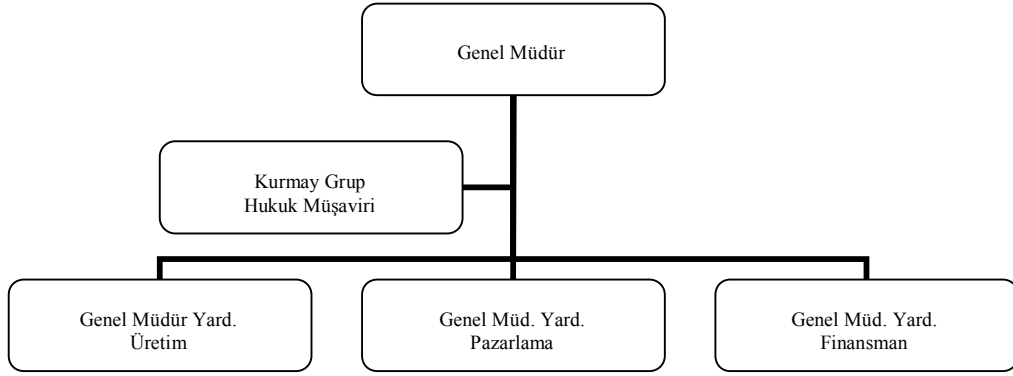 Genel Müdür
Kurmay Grup
Hukuk Müşaviri
Genel Müdür Yard.
Üretim
Genel Müd. Yard.
Pazarlama
Genel Müd. Yard.
Finansman